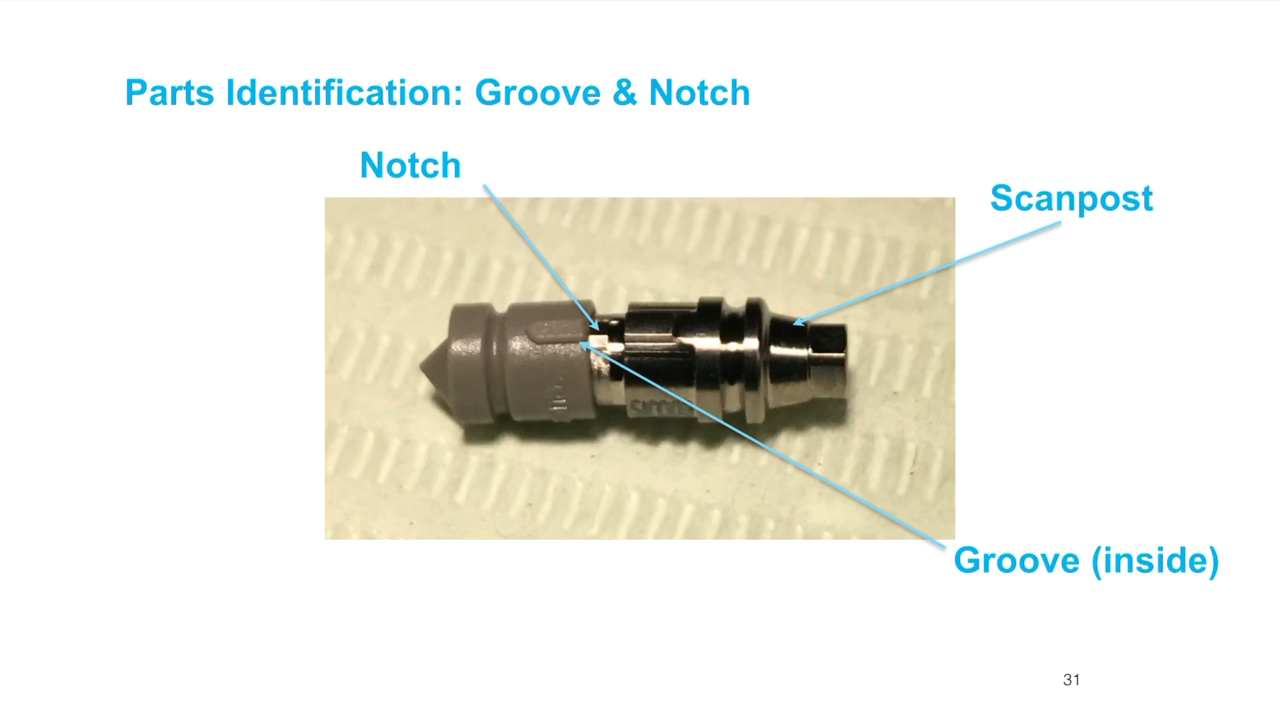 Parts Identification: Groove & Notch
Notch
Scanpost
Groove (inside)
31